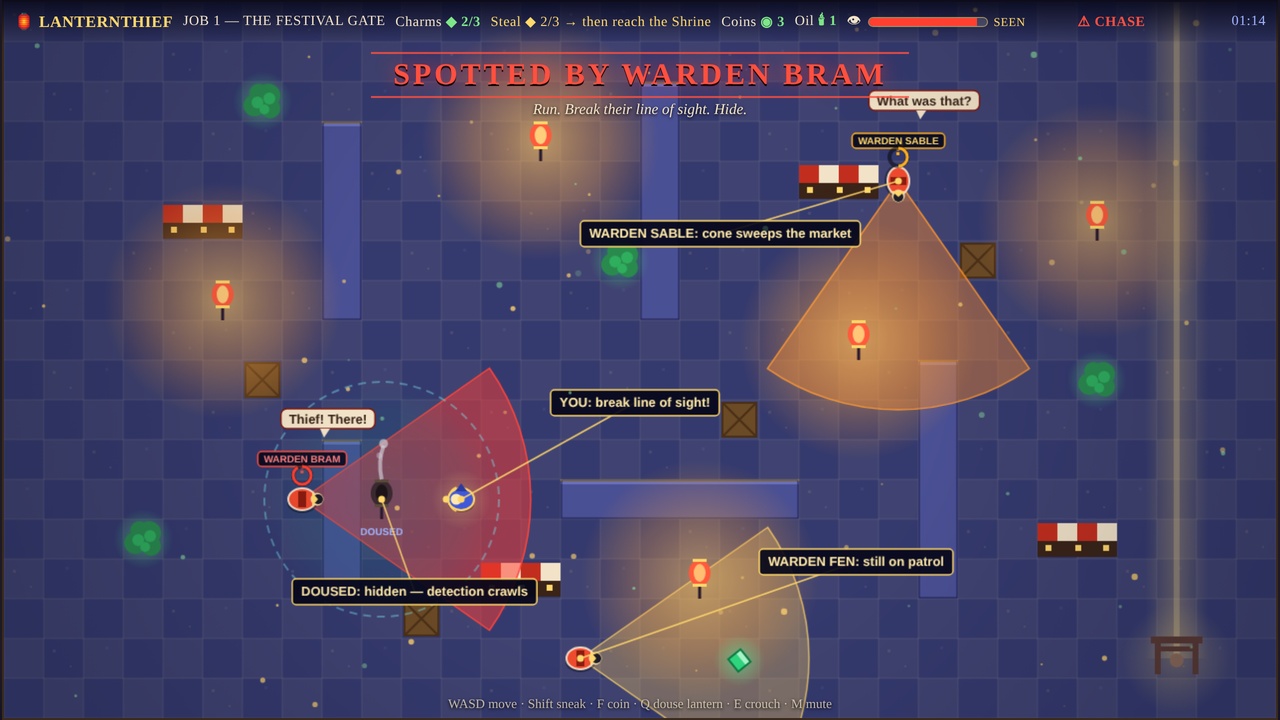 LANTERNTHIEF JOB 1 — THE FESTIVAL GATE Charms ◆ 2/3 Steal ◆ 2/3 → then reach the Shrine Coins ◉ 3 Oil 1 SEEN ⚠ CHASE 01:14
SPOTTED BY WARDEN BRAM
Run. Break their line of sight. Hide.
What was that?
WARDEN SABLE
WARDEN SABLE: cone sweeps the market
YOU: break line of sight!
Thief! There!
WARDEN BRAM
DOUSED
WARDEN FEN: still on patrol
DOUSED: hidden — detection crawls
WASD move · Shift sneak · F coin · Q douse lantern · E crouch · M mute